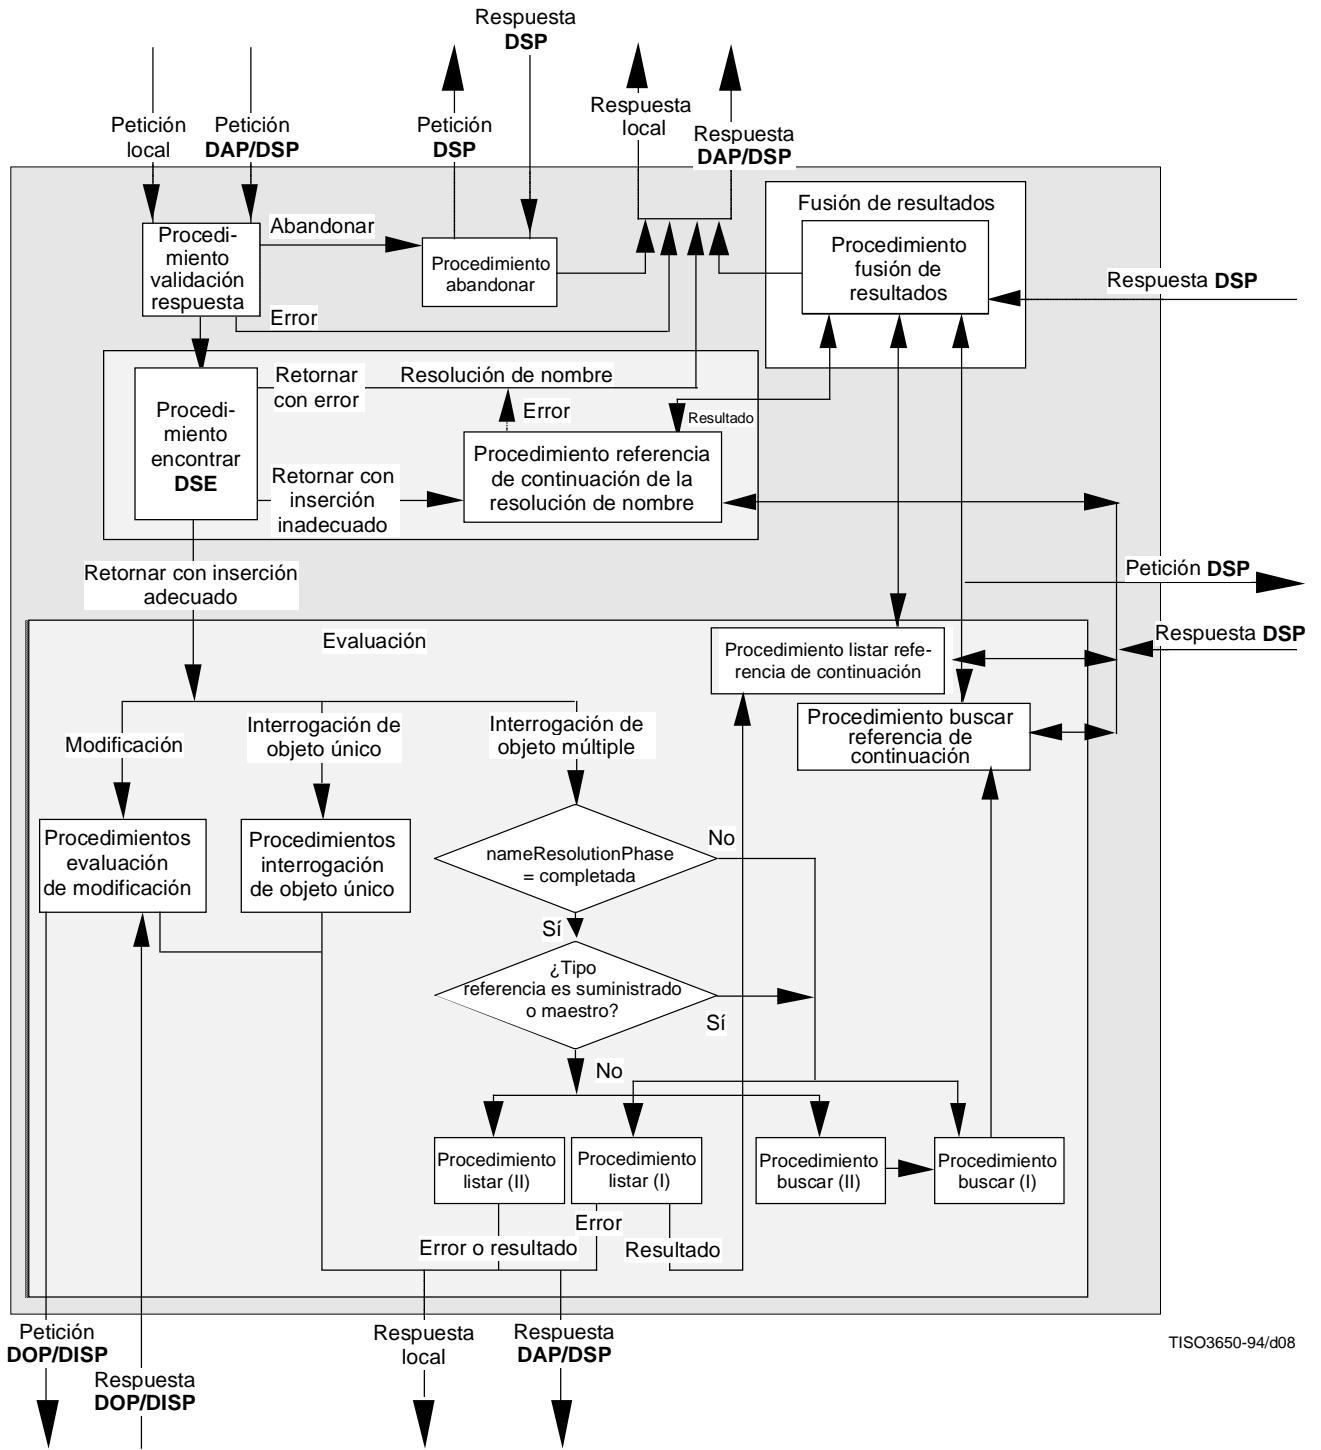 Respuesta
DSP
Petición
local
Petición
DAP/DSP
Petición
DSP
Respuesta
local
Respuesta
DAP/DSP
Fusión de resultados
Procedi-
miento
validación
respuesta
Abandonar
Procedimiento
abandonar
Procedimiento
fusión de
resultados
Respuesta DSP
Error
Retornar
con error
Resolución de nombre
Procedi-
miento
encontrar
DSE
Error
Resultado
Procedimiento referencia
de continuación de la
resolución de nombre
Retornar con
inserción
inadecuado
Retornar con inserción
adecuado
Petición DSP
Respuesta DSP
Evaluación
Procedimiento listar refe-
rencia de continuación
Procedimiento buscar
referencia de
continuación
Modificación
Interrogación de
objeto único
Interrogación de
objeto múltiple
Procedimientos
evaluación
de modificación
Procedimientos
interrogación
de objeto único
nameResolutionPhase
= completada
No
Sí
¿Tipo
referencia es suministrado
o maestro?
Sí
No
Procedimiento
listar (II)
Procedimiento
listar (I)
Procedimiento
buscar (II)
Procedimiento
buscar (I)
Error
Error o resultado
Resultado
Petición
DOP/DISP
Respuesta
DOP/DISP
Respuesta
local
Respuesta
DAP/DSP
TISO3650-94/d08